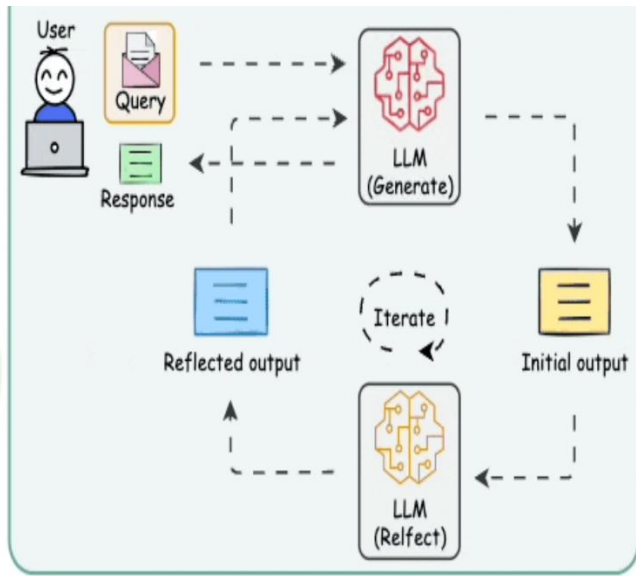 User
Query
Response
LLM
(Generate)
Reflected output
Iterate
Initial output
LLM
(Relfect)